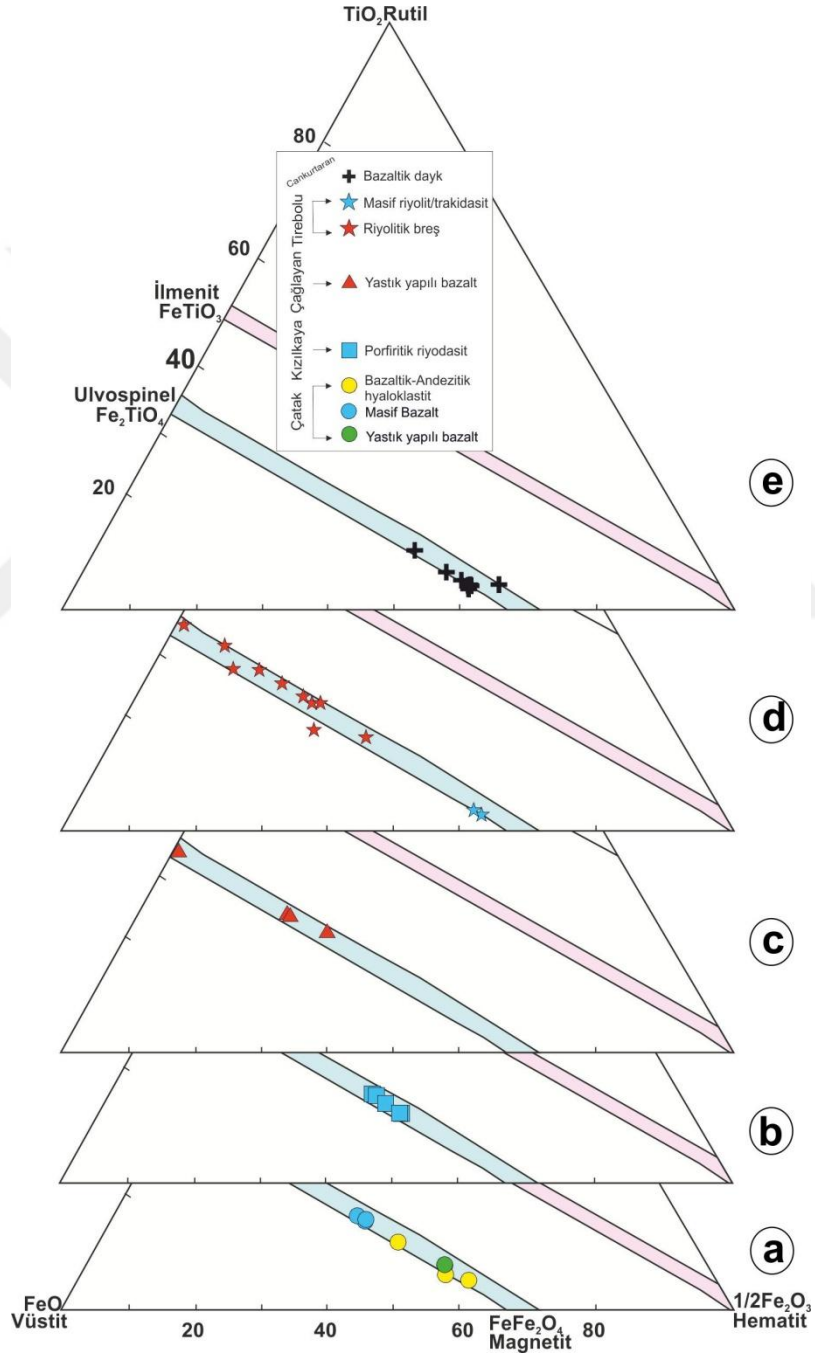 TiO₂Rutil
80
Cankurtaran
Bazaltik dayk
Tirebolu
Masif riyolit/trakidasit
Riyolitik breş
60
Çağlayan
Yastık yapılı bazalt
İlmenit
FeTiO₃
Kızılkaya
Porfiritik riyodasit
40
Çatak
Bazaltik-Andezitik
hyaloklastit
Masif Bazalt
Yastık yapılı bazalt
Ulvospinel
Fe₂TiO₄
20
e
d
c
b
a
FeO
Vüstit
20
40
60
FeFe₂O₄
Magnetit
80
1/2Fe₂O₃
Hematit